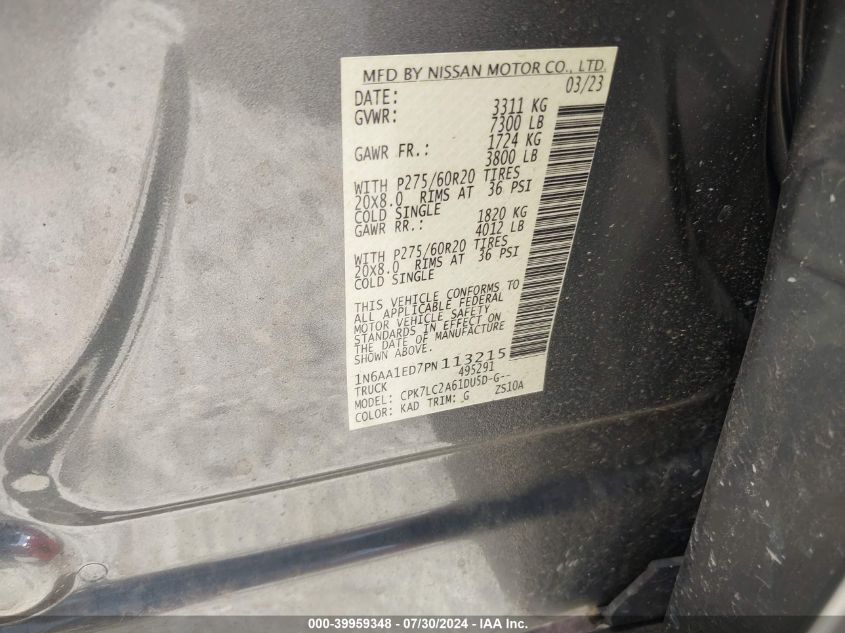 MFD BY NISSAN MOTOR CO., LTD.
DATE: 03/23
GVWR: 3311 KG
7300 LB
GAWR FR.: 1724 KG
3800 LB
WITH P275/60R20 TIRES
20x8.0 RIMS AT 36 PSI
COLD SINGLE
GAWR RR.: 1820 KG
4012 LB
WITH P275/60R20 TIRES
20x8.0 RIMS AT 36 PSI
COLD SINGLE
THIS VEHICLE CONFORMS TO
ALL APPLICABLE FEDERAL
MOTOR VEHICLE SAFETY
STANDARDS IN EFFECT ON
THE DATE OF MANUFACTURE
SHOWN ABOVE.
1N6AA1ED7PN113215
TRUCK 495291
MODEL: CPK7LC2A61DU5D-G--
COLOR: KAD TRIM: G ZS10A
000-39959348 - 07/30/2024 - IAA Inc.